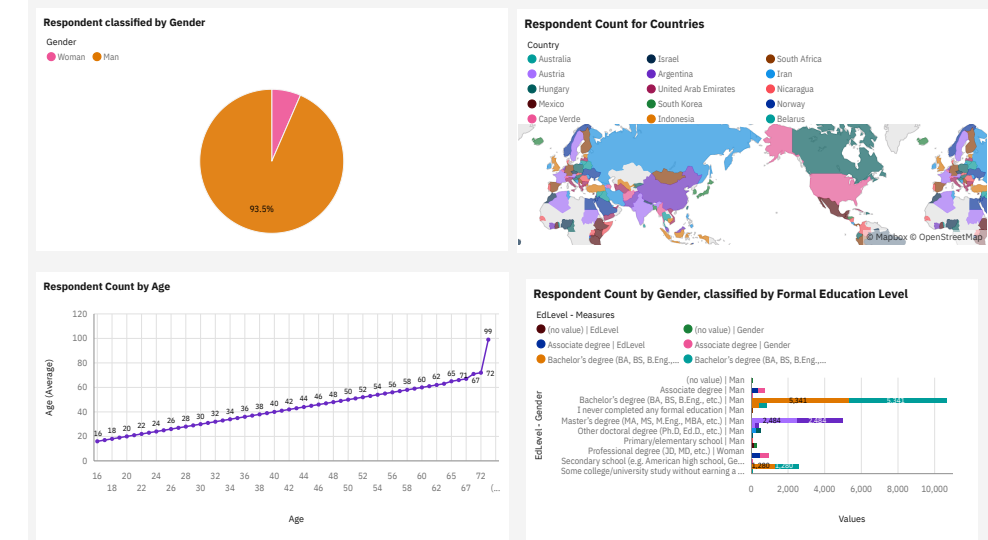 Respondent classified by Gender
Gender
Woman Man
93.5%
Respondent Count for Countries
Country
Australia Israel South Africa
Austria Argentina Iran
Hungary United Arab Emirates Nicaragua
Mexico South Korea Norway
Cape Verde Indonesia Belarus
© Mapbox © OpenStreetMap
Respondent Count by Age
Age (Average)
120
100
80
60
40
20
0
16 18 20 22 24 26 28 30 32 34 36 38 40 42 44 46 48 50 52 54 56 58 60 62 65 71 67 72 99
16 20 24 28 32 36 40 44 48 52 56 60 65 72
18 22 26 30 34 38 42 46 50 54 58 62 67 (...
Age
Respondent Count by Gender, classified by Formal Education Level
EdLevel - Measures
(no value) | EdLevel (no value) | Gender
Associate degree | EdLevel Associate degree | Gender
Bachelor's degree (BA, BS, B.Eng.,... Bachelor's degree (BA, BS, B.Eng.,...
EdLevel - Gender
(no value) | Man
Associate degree | Man
Bachelor's degree (BA, BS, B.Eng., etc.) | Man 5,341 5,341
I never completed any formal education | Man
Master's degree (MA, MS, M.Eng., MBA, etc.) | Man 2,484 2,484
Other doctoral degree (Ph.D, Ed.D., etc.) | Man
Primary/elementary school | Man
Professional degree (JD, MD, etc.) | Woman
Secondary school (e.g. American high school, Ge... 1,280 1,280
Some college/university study without earning a ...
0 2,000 4,000 6,000 8,000 10,000
Values